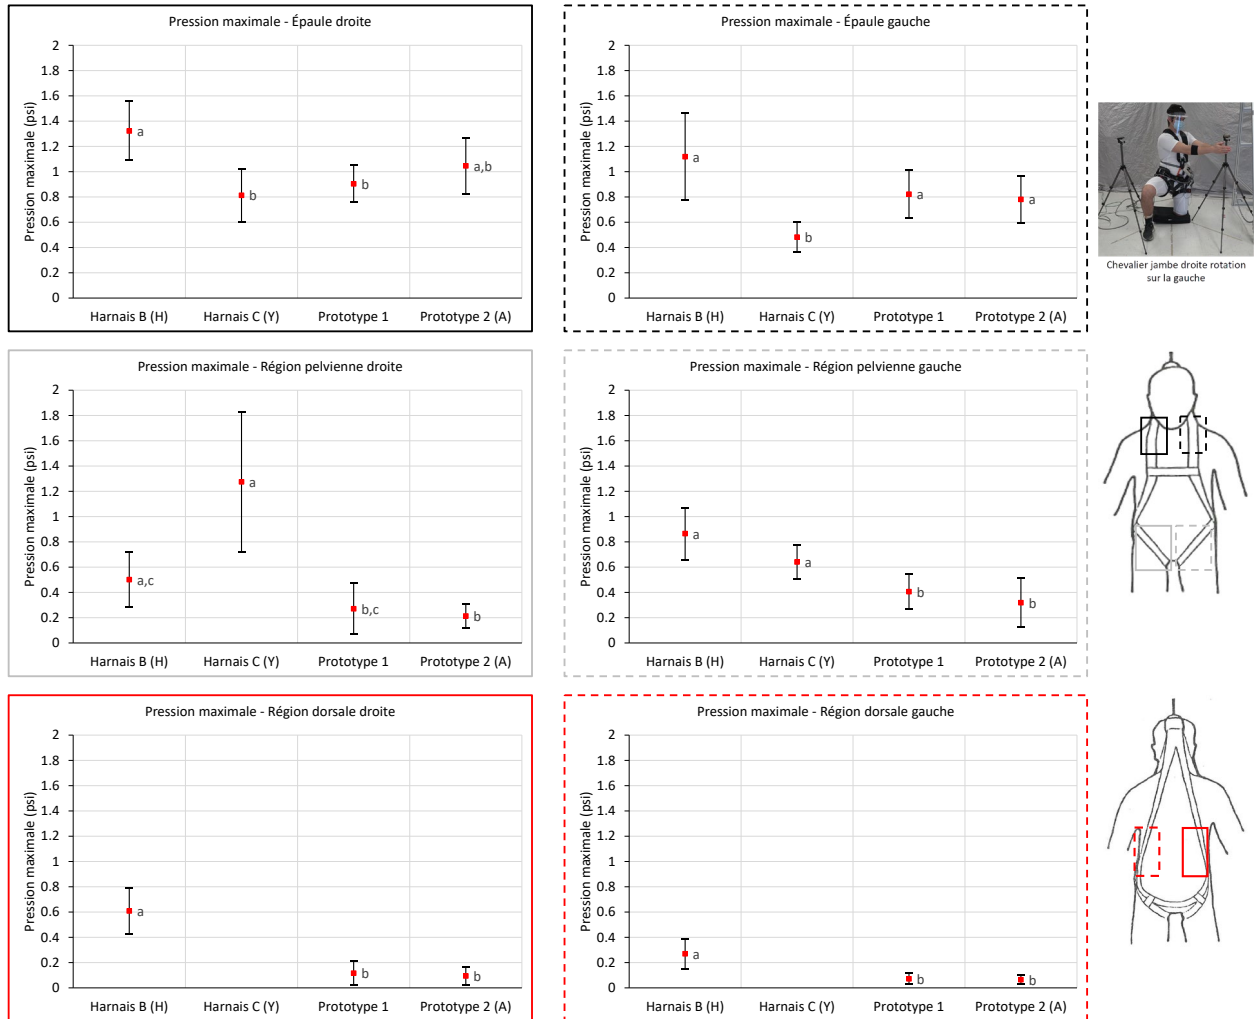 Pression maximale - Épaule droite
Pression maximale (psi)
2
1.8
1.6
1.4
1.2
1
0.8
0.6
0.4
0.2
0
a
b
b
a,b
Harnais B (H) Harnais C (Y) Prototype 1 Prototype 2 (A)
Pression maximale - Épaule gauche
Pression maximale (psi)
2
1.8
1.6
1.4
1.2
1
0.8
0.6
0.4
0.2
0
a
b
a
a
Harnais B (H) Harnais C (Y) Prototype 1 Prototype 2 (A)
Chevalier jambe droite rotation
sur la gauche
Pression maximale - Région pelvienne droite
Pression maximale (psi)
2
1.8
1.6
1.4
1.2
1
0.8
0.6
0.4
0.2
0
a,c
a
b,c
b
Harnais B (H) Harnais C (Y) Prototype 1 Prototype 2 (A)
Pression maximale - Région pelvienne gauche
Pression maximale (psi)
2
1.8
1.6
1.4
1.2
1
0.8
0.6
0.4
0.2
0
a
a
b
b
Harnais B (H) Harnais C (Y) Prototype 1 Prototype 2 (A)
Pression maximale - Région dorsale droite
Pression maximale (psi)
2
1.8
1.6
1.4
1.2
1
0.8
0.6
0.4
0.2
0
a
b
b
Harnais B (H) Harnais C (Y) Prototype 1 Prototype 2 (A)
Pression maximale - Région dorsale gauche
Pression maximale (psi)
2
1.8
1.6
1.4
1.2
1
0.8
0.6
0.4
0.2
0
a
b
b
Harnais B (H) Harnais C (Y) Prototype 1 Prototype 2 (A)